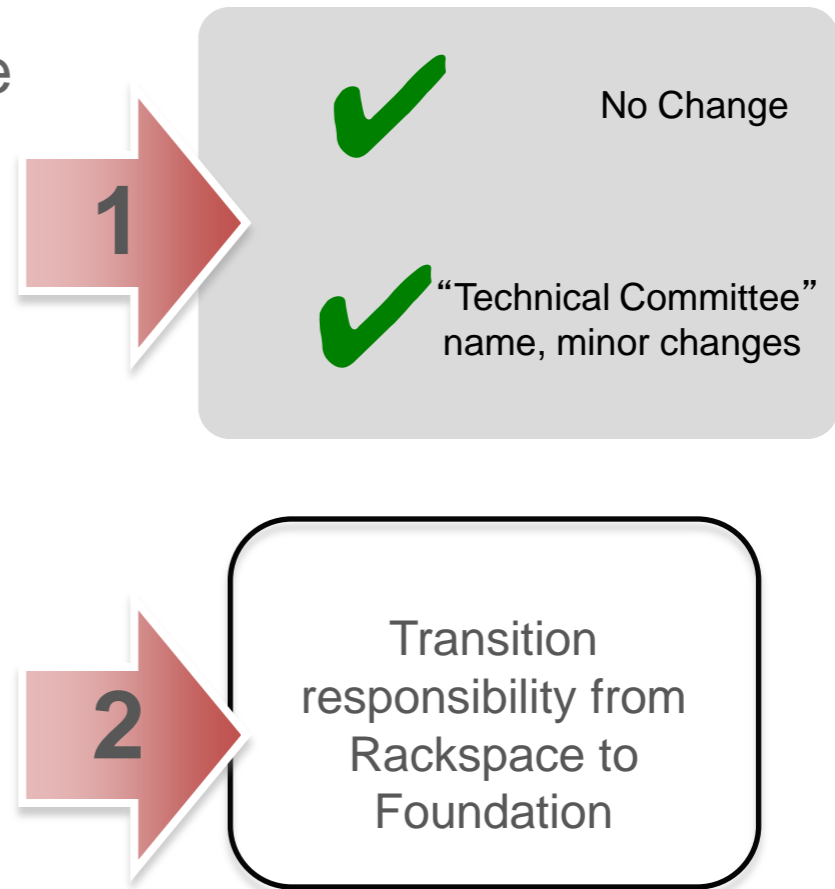 e
No Change
1
“Technical Committee”
name, minor changes
Transition
responsibility from
2
Rackspace to
Foundation